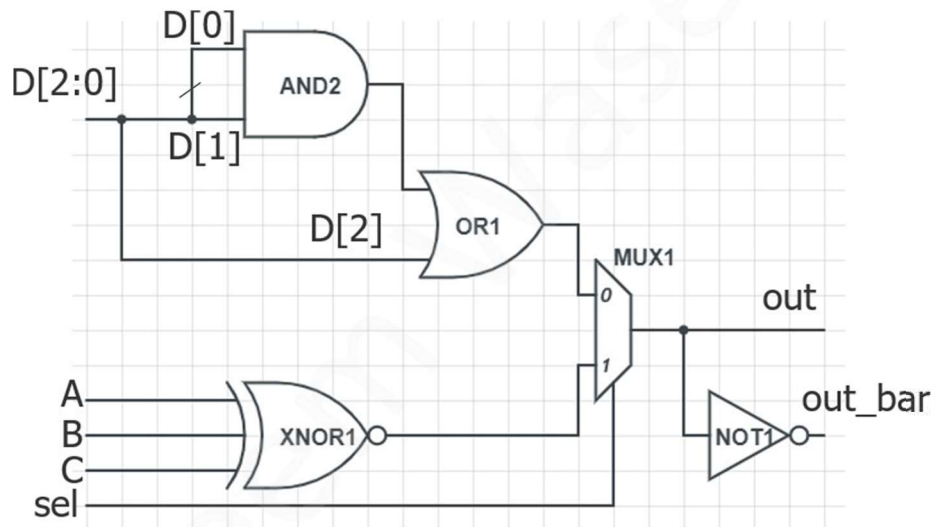 D[0]
D[2:0]
AND2
D[1]
D[2]
OR1
MUX1
0
out
1
A
out_bar
B
XNOR1
NOT1
C
sel